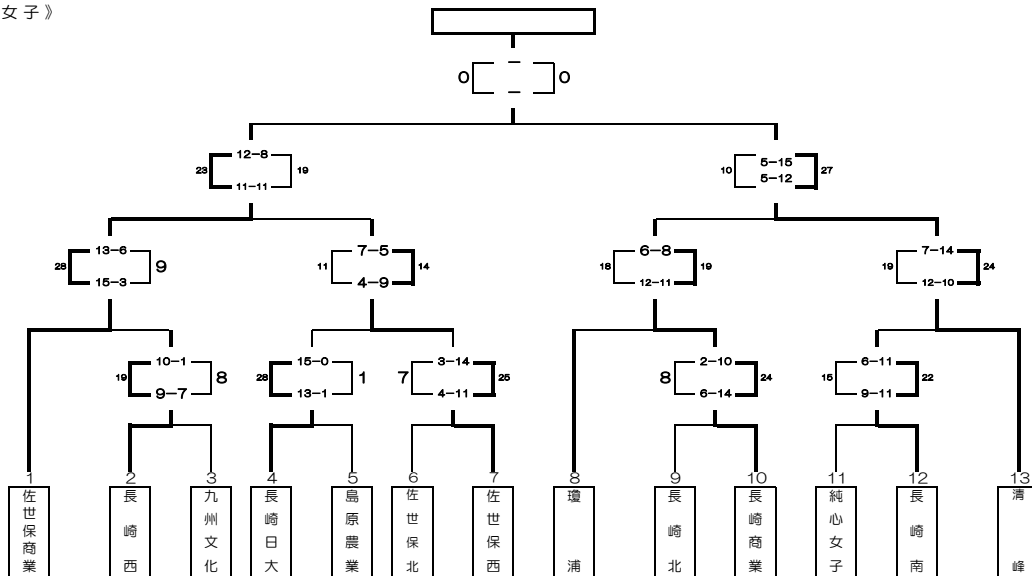 女子》
0 － 0
－
12-8
23 19
11-11
5-15
10 27
5-12
13-6
28 9
15-3
7-5
11 14
4-9
6-8
18 19
12-11
7-14
19 24
12-10
10-1
19 8
9-7
15-0
28 1
13-1
3-14
7 25
4-11
2-10
8 24
6-14
6-11
15 22
9-11
1 2 3 4 5 6 7 8 9 10 11 12 13
佐世保商業
長崎西
九州文化
長崎日大
島原農業
佐世保北
佐世保西
瓊浦
長崎北
長崎商業
純心女子
長崎南
清峰